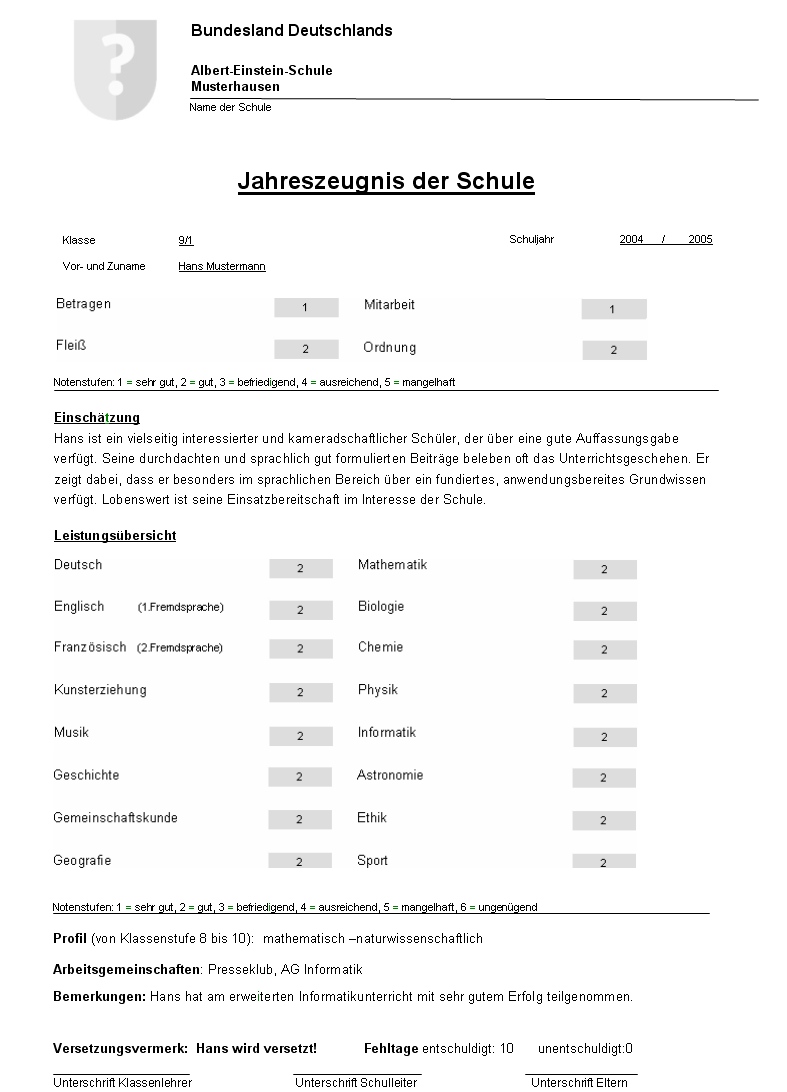 ?
Bundesland Deutschlands
Albert-Einstein-Schule
Musterhausen
Name der Schule
Jahreszeugnis der Schule
Klasse 9/1 Schuljahr 2004 / 2005
Vor- und Zuname Hans Mustermann
Betragen 1 Mitarbeit 1
Fleiß 2 Ordnung 2
Notenstufen: 1 = sehr gut, 2 = gut, 3 = befriedigend, 4 = ausreichend, 5 = mangelhaft
Einschätzung
Hans ist ein vielseitig interessierter und kameradschaftlicher Schüler, der über eine gute Auffassungsgabe
verfügt. Seine durchdachten und sprachlich gut formulierten Beiträge beleben oft das Unterrichtsgeschehen. Er
zeigt dabei, dass er besonders im sprachlichen Bereich über ein fundiertes, anwendungsbereites Grundwissen
verfügt. Lobenswert ist seine Einsatzbereitschaft im Interesse der Schule.
Leistungsübersicht
Deutsch 2 Mathematik 2
Englisch (1.Fremdsprache) 2 Biologie 2
Französisch (2.Fremdsprache) 2 Chemie 2
Kunsterziehung 2 Physik 2
Musik 2 Informatik 2
Geschichte 2 Astronomie 2
Gemeinschaftskunde 2 Ethik 2
Geografie 2 Sport 2
Notenstufen: 1 = sehr gut, 2 = gut, 3 = befriedigend, 4 = ausreichend, 5 = mangelhaft, 6 = ungenügend
Profil (von Klassenstufe 8 bis 10): mathematisch –naturwissenschaftlich
Arbeitsgemeinschaften: Presseklub, AG Informatik
Bemerkungen: Hans hat am erweiterten Informatikunterricht mit sehr gutem Erfolg teilgenommen.
Versetzungsvermerk: Hans wird versetzt! Fehltage entschuldigt: 10 unentschuldigt:0
Unterschrift Klassenlehrer Unterschrift Schulleiter Unterschrift Eltern